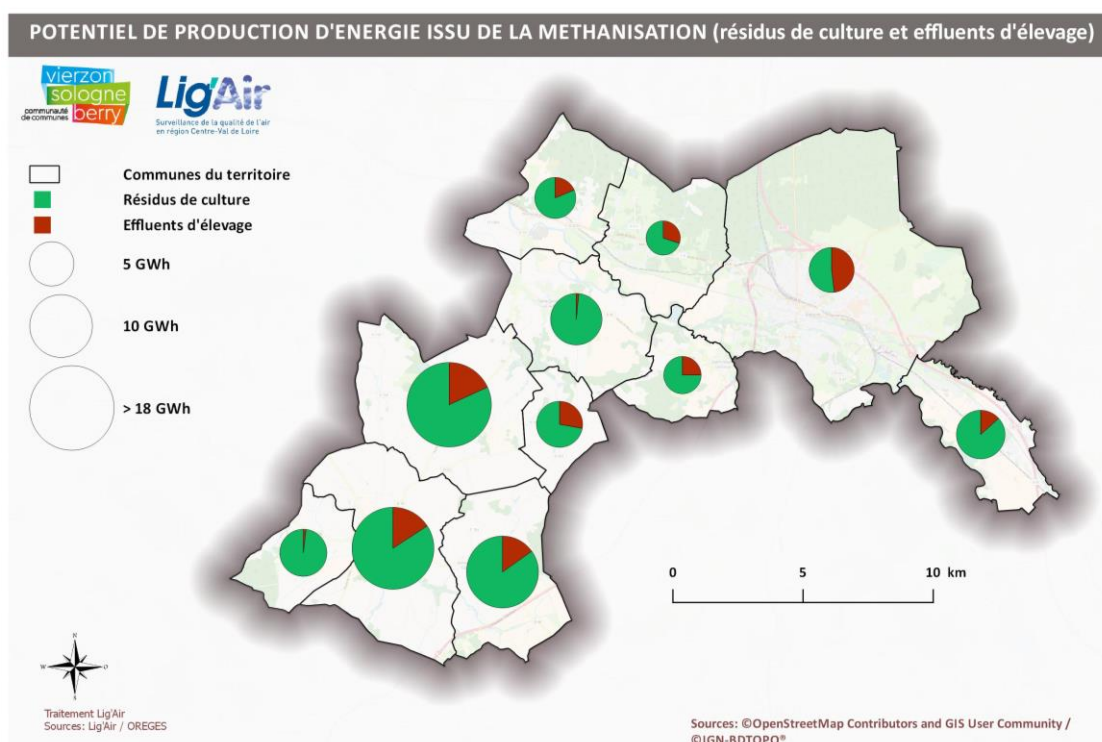 POTENTIEL DE PRODUCTION D'ENERGIE ISSU DE LA METHANISATION (résidus de culture et effluents d'élevage)
vierzon
sologne
berry
communauté
de communes
Lig'Air
Surveillance de la qualité de l'air
en région Centre-Val de Loire
Communes du territoire
Résidus de culture
Effluents d'élevage
5 GWh
10 GWh
> 18 GWh
0 5 10 km
N
W O
S
Traitement Lig'Air
Sources: Lig'Air / OREGES
Sources: ©OpenStreetMap Contributors and GIS User Community /
©IGN-BDTOPO®